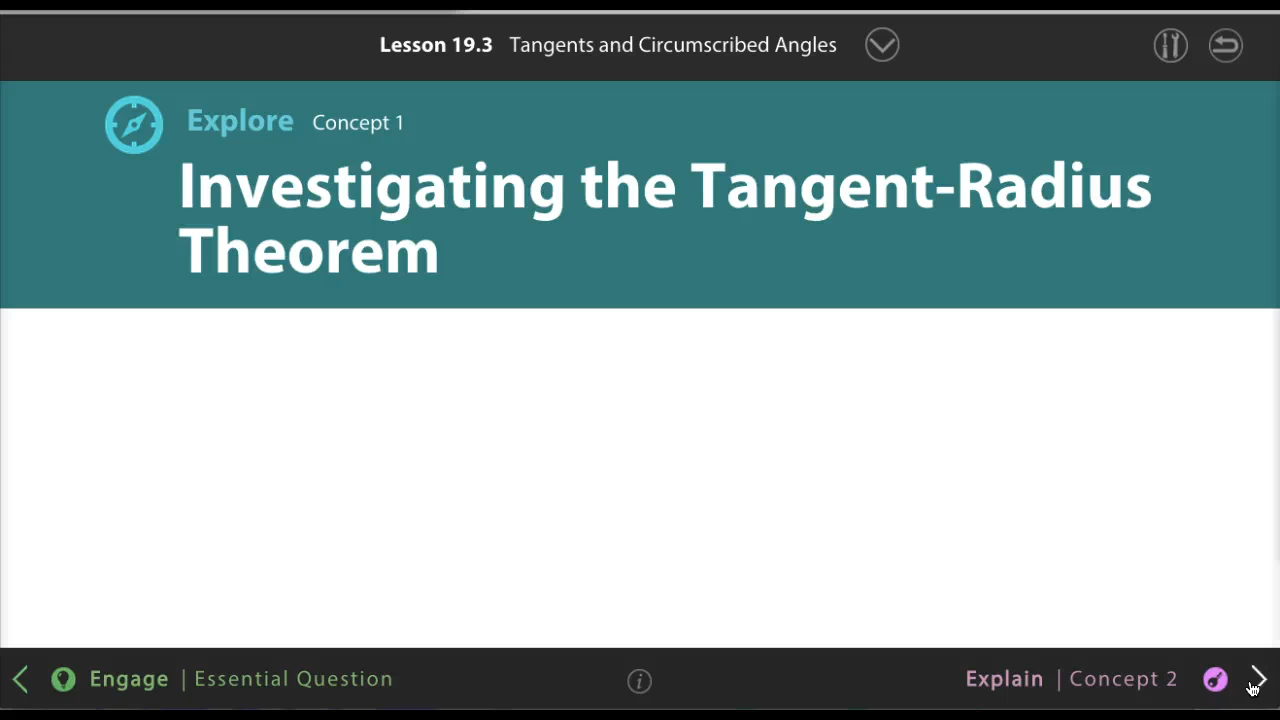 Lesson 19.3 Tangents and Circumscribed Angles
Explore Concept 1
Investigating the Tangent-Radius
Theorem
Engage | Essential Question
i
Explain | Concept 2